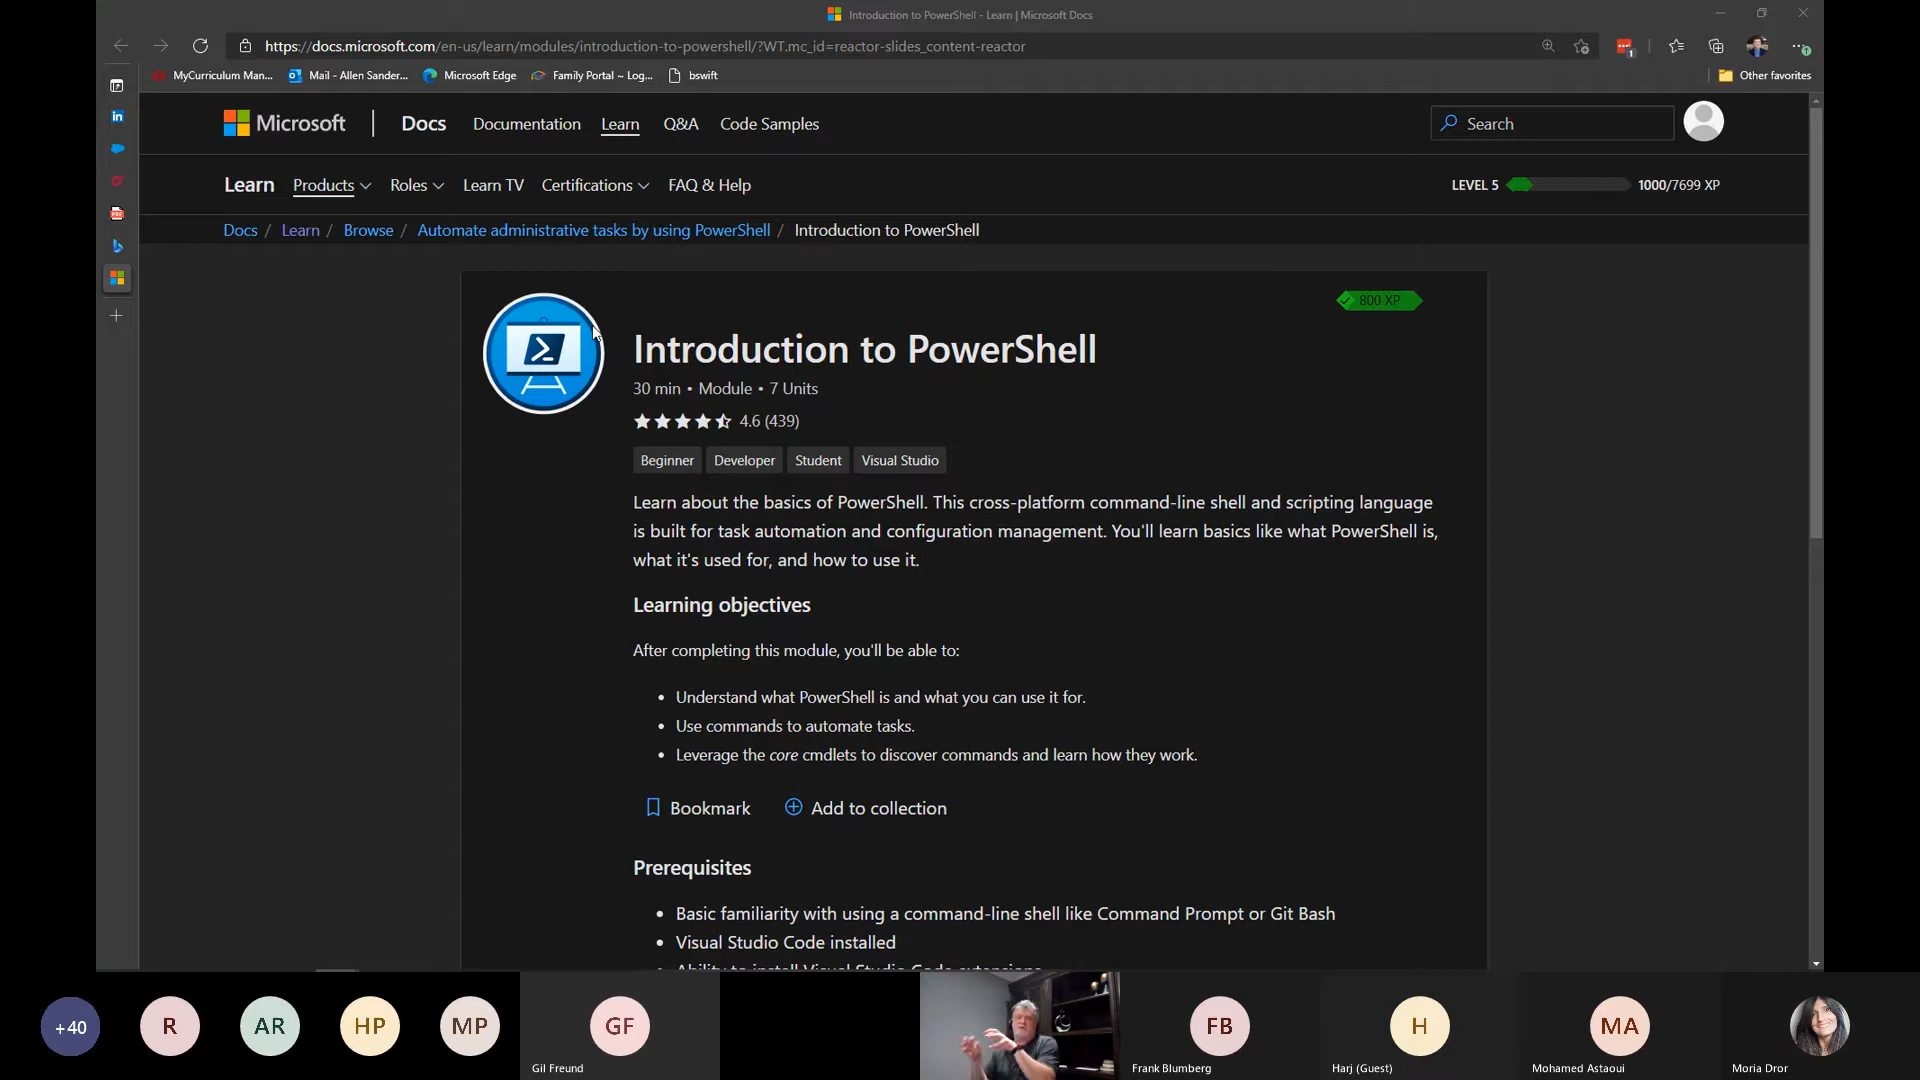 Introduction to PowerShell - Learn | Microsoft Docs
https://docs.microsoft.com/en-us/learn/modules/introduction-to-powershell/?WT.mc_id=reactor-slides_content-reactor
1
MyCurriculum Man...
Mail - Allen Sander...
Microsoft Edge
Family Portal ~ Log...
bswift
Other favorites
Microsoft
Docs
Documentation
Learn
Q&A
Code Samples
Search
Learn
Products
Roles
Learn TV
Certifications
FAQ & Help
LEVEL 5
1000/7699 XP
Docs / Learn / Browse / Automate administrative tasks by using PowerShell / Introduction to PowerShell
800 XP
Introduction to PowerShell
30 min • Module • 7 Units
4.6 (439)
Beginner
Developer
Student
Visual Studio
Learn about the basics of PowerShell. This cross-platform command-line shell and scripting language
is built for task automation and configuration management. You'll learn basics like what PowerShell is,
what it's used for, and how to use it.
Learning objectives
After completing this module, you'll be able to:
• Understand what PowerShell is and what you can use it for.
• Use commands to automate tasks.
• Leverage the core cmdlets to discover commands and learn how they work.
Bookmark
Add to collection
Prerequisites
• Basic familiarity with using a command-line shell like Command Prompt or Git Bash
• Visual Studio Code installed
• Ability to install Visual Studio Code extensions
+40
R
AR
HP
MP
GF
FB
H
MA
Gil Freund
Frank Blumberg
Harj (Guest)
Mohamed Astaoui
Moria Dror